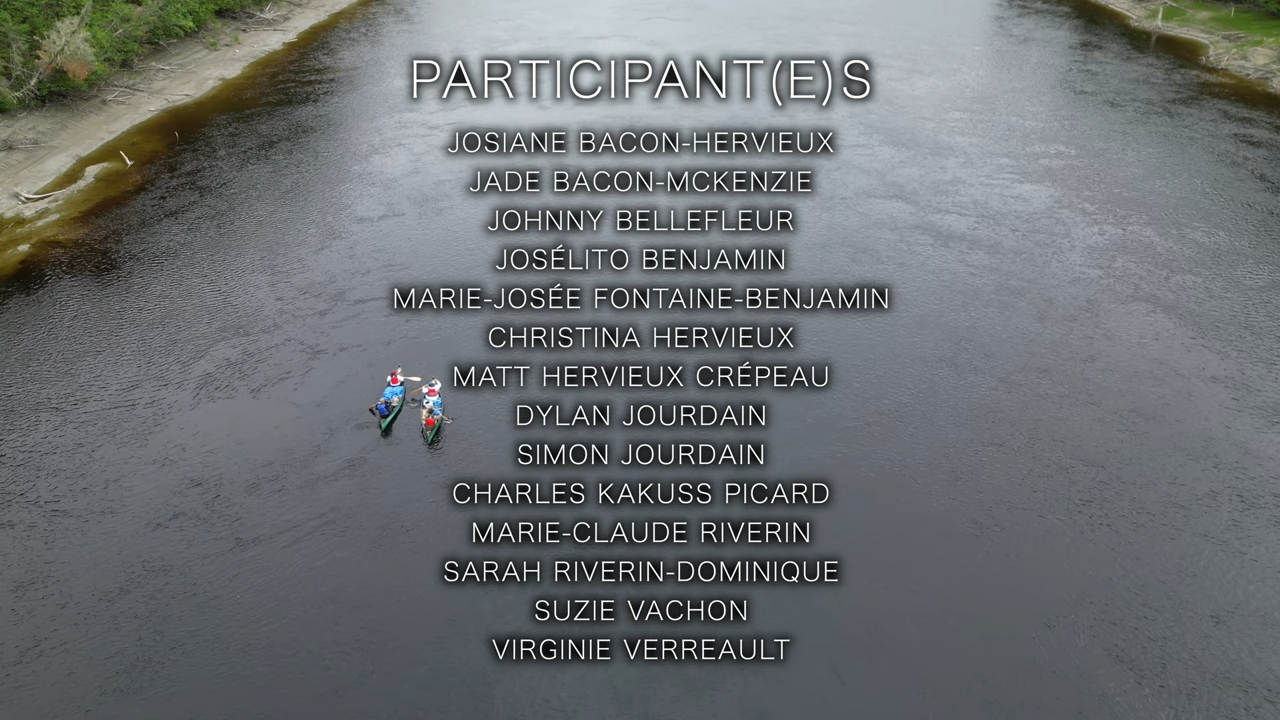 PARTICIPANT(E)S
JOSIANE BACON-HERVIEUX
JADE BACON-MCKENZIE
JOHNNY BELLEFLEUR
JOSÉLITO BENJAMIN
MARIE-JOSÉE FONTAINE-BENJAMIN
CHRISTINA HERVIEUX
MATT HERVIEUX CRÉPEAU
DYLAN JOURDAIN
SIMON JOURDAIN
CHARLES KAKUSS PICARD
MARIE-CLAUDE RIVERIN
SARAH RIVERIN-DOMINIQUE
SUZIE VACHON
VIRGINIE VERREAULT